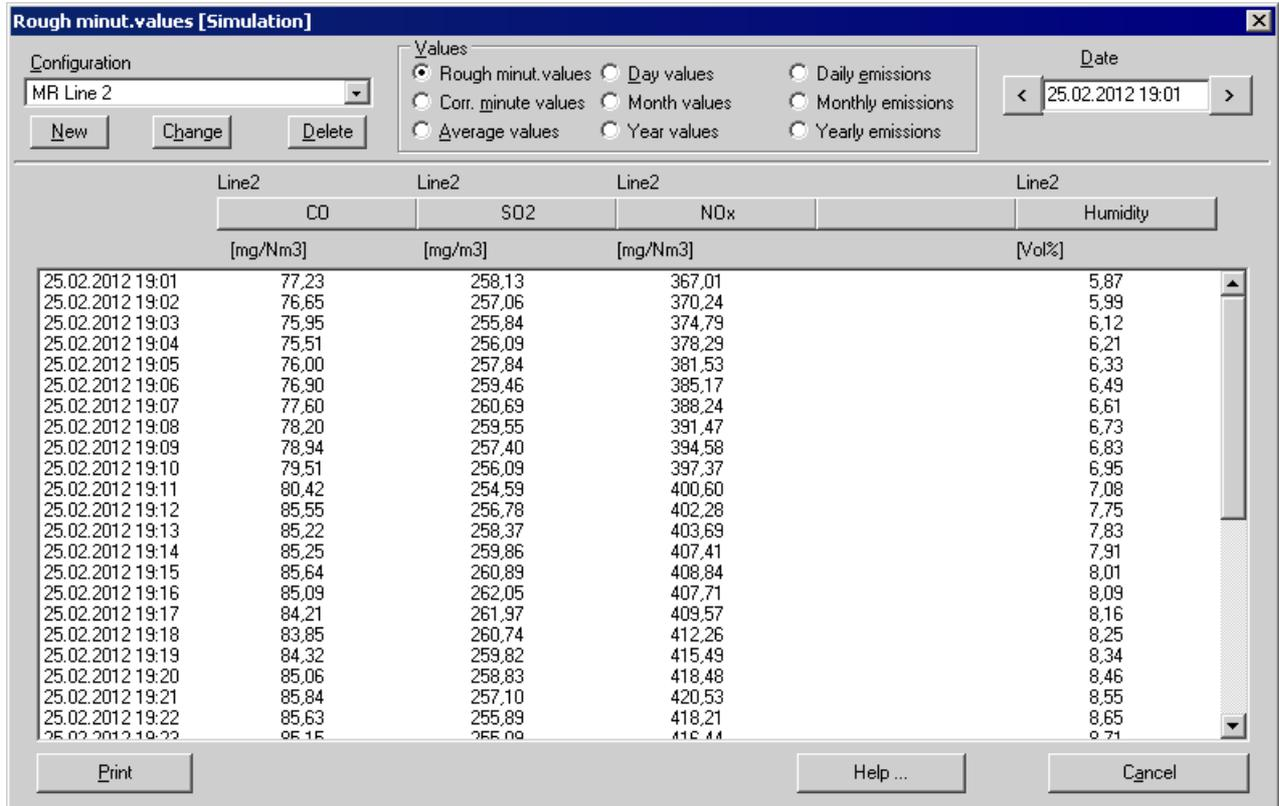 Rough minut.values [Simulation]
Configuration
MR Line 2
New Change Delete
Values
Rough minut.values Day values Daily emissions
Corr. minute values Month values Monthly emissions
Average values Year values Yearly emissions
Date
< 25.02.2012 19:01 >
Line2 Line2 Line2 Line2
CO SO2 NOx Humidity
[mg/Nm3] [mg/m3] [mg/Nm3] [Vol%]
25.02.2012 19:01 77,23 258,13 367,01 5,87
25.02.2012 19:02 76,65 257,06 370,24 5,99
25.02.2012 19:03 75,95 255,84 374,79 6,12
25.02.2012 19:04 75,51 256,09 378,29 6,21
25.02.2012 19:05 76,00 257,84 381,53 6,33
25.02.2012 19:06 76,90 259,46 385,17 6,49
25.02.2012 19:07 77,60 260,69 388,24 6,61
25.02.2012 19:08 78,20 259,55 391,47 6,73
25.02.2012 19:09 78,94 257,40 394,58 6,83
25.02.2012 19:10 79,51 256,09 397,37 6,95
25.02.2012 19:11 80,42 254,59 400,60 7,08
25.02.2012 19:12 85,55 256,78 402,28 7,75
25.02.2012 19:13 85,22 258,37 403,69 7,83
25.02.2012 19:14 85,25 259,86 407,41 7,91
25.02.2012 19:15 85,64 260,89 408,84 8,01
25.02.2012 19:16 85,09 262,05 407,71 8,09
25.02.2012 19:17 84,21 261,97 409,57 8,16
25.02.2012 19:18 83,85 260,74 412,26 8,25
25.02.2012 19:19 84,32 259,82 415,49 8,34
25.02.2012 19:20 85,06 258,83 418,48 8,46
25.02.2012 19:21 85,84 257,10 420,53 8,55
25.02.2012 19:22 85,63 255,89 418,21 8,65
25.02.2012 19:23 85,15 255,09 416,44 8,71
Print Help ... Cancel